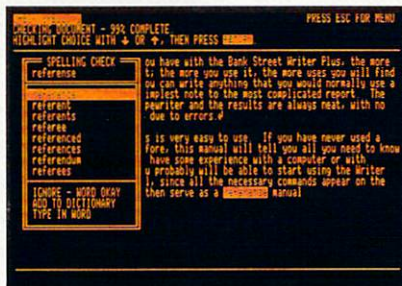 PRESS ESC FOR MENU
CHECKING DOCUMENT - 99% COMPLETE
HIGHLIGHT CHOICE WITH ↓ OR ↑, THEN PRESS
SPELLING CHECK
referense
reference
referent
referents
referee
referenced
references
referendum
referees
IGNORE - WORD OKAY
ADD TO DICTIONARY
TYPE IN WORD
ou have with the Bank Street Writer Plus, the more
t; the more you use it, the more uses you will find
ou can write anything that you would normally use a
mplest note to the most complicated report. The
pewriter and the results are always neat, with no
due to errors.
s is very easy to use. If you have never used a
fore, this manual will tell you all you need to know
have some experience with a computer or with
u probably will be able to start using the Writer
l, since all the necessary commands appear on the
then serve as a referense manual